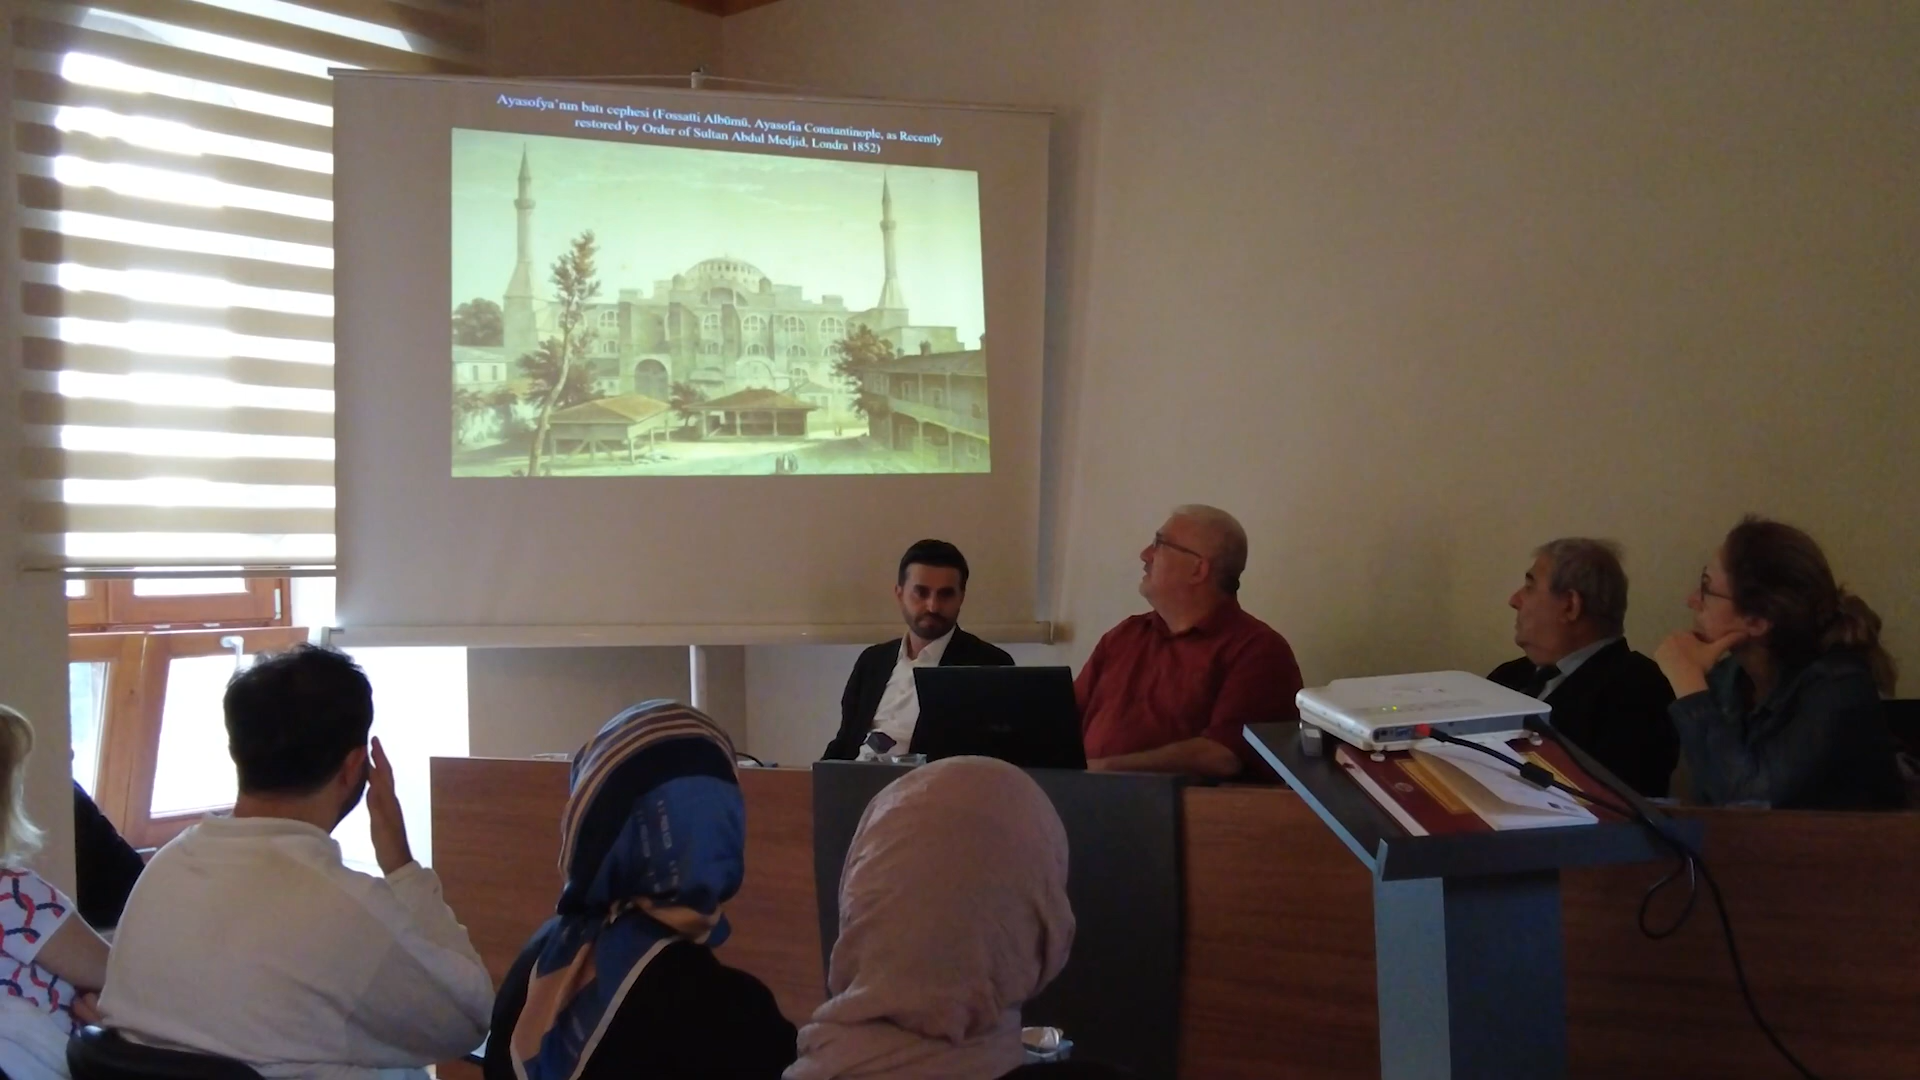 Ayasofya'nın batı cephesi (Fossatti Albümü, Ayasofia Constantinople, as Recently
restored by Order of Sultan Abdul Medjid, Londra 1852)